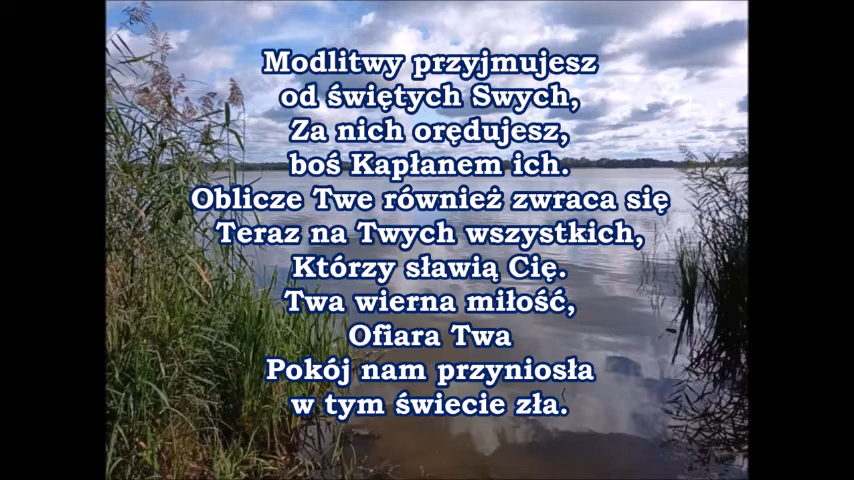 Modlitwy przyjmujesz
od świętych Swych,
Za nich orędujesz,
boś Kapłanem ich.
Oblicze Twe również zwraca się
Teraz na Twych wszystkich,
Którzy sławią Cię.
Twa wierna miłość,
Ofiara Twa
Pokój nam przyniosła
w tym świecie zła.